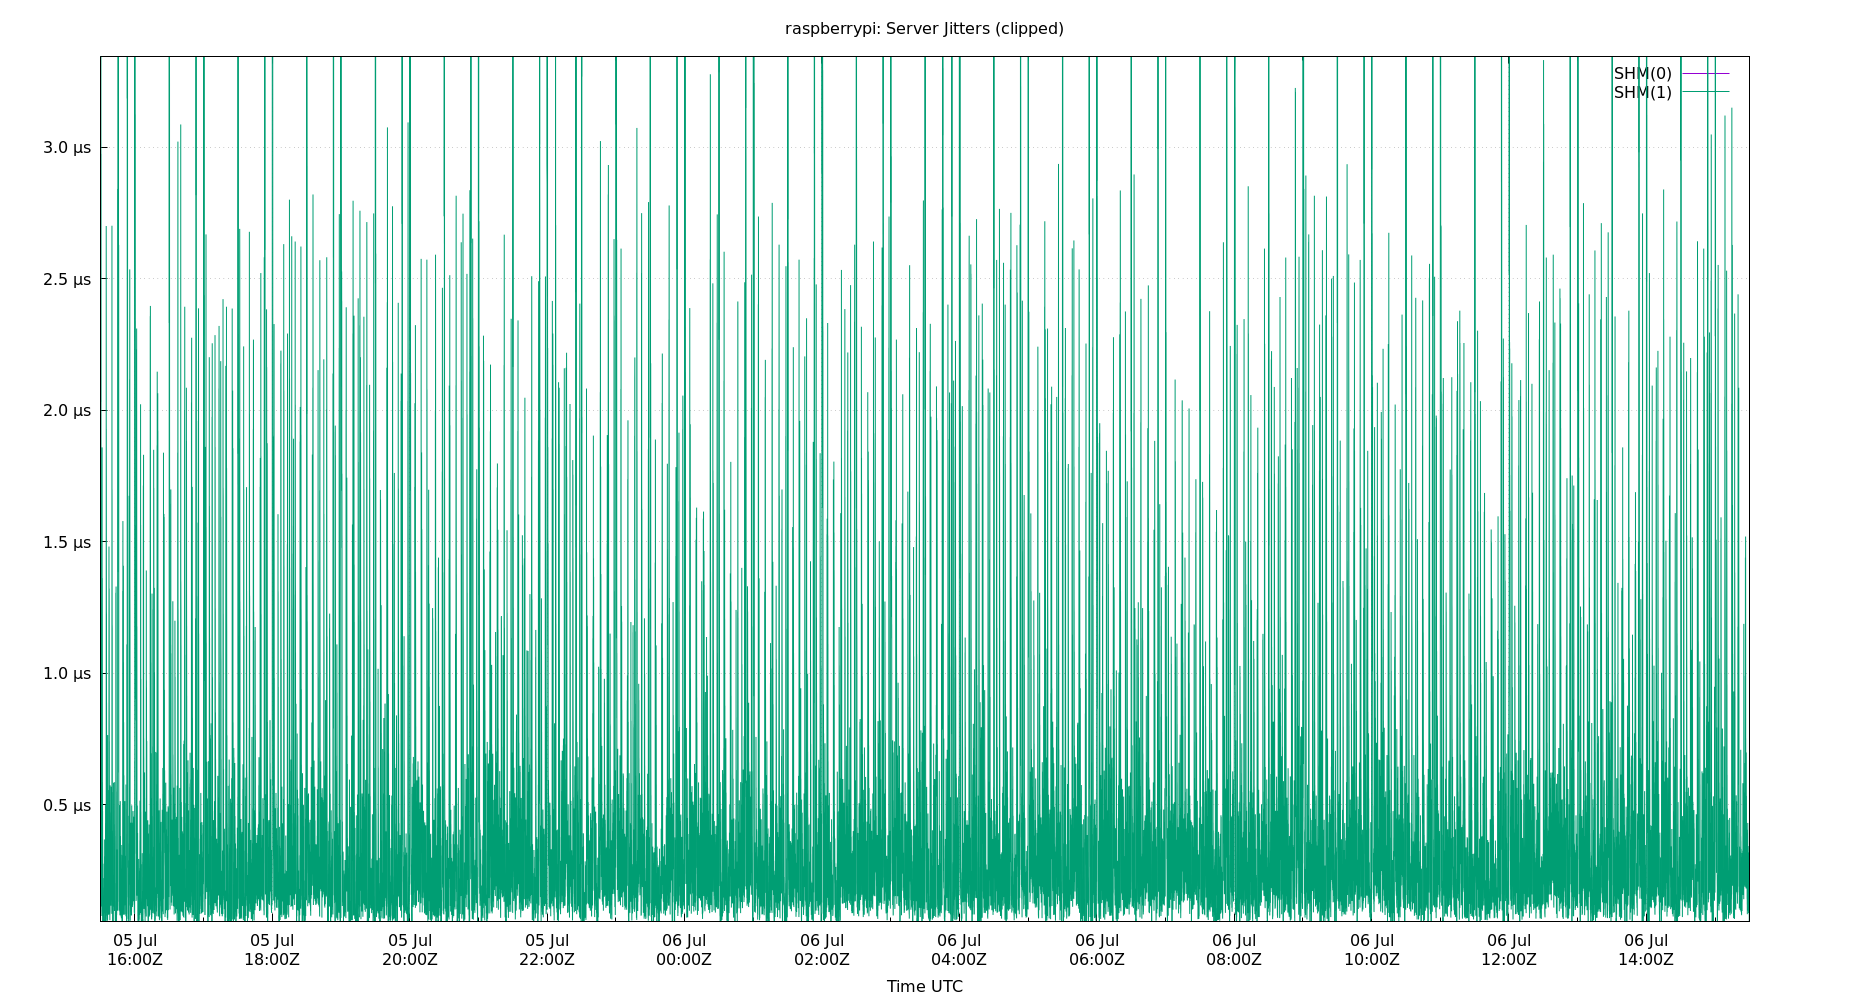 raspberrypi: Server Jitters (clipped)
SHM(0)
SHM(1)
3.0 µs
2.5 µs
2.0 µs
1.5 µs
1.0 µs
0.5 µs
05 Jul 05 Jul 05 Jul 05 Jul 06 Jul 06 Jul 06 Jul 06 Jul 06 Jul 06 Jul 06 Jul 06 Jul
16:00Z 18:00Z 20:00Z 22:00Z 00:00Z 02:00Z 04:00Z 06:00Z 08:00Z 10:00Z 12:00Z 14:00Z
Time UTC